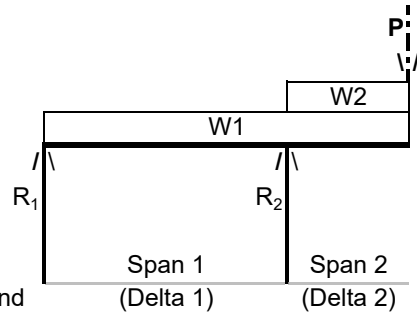 P
W2
W1
R1
R2
Span 1 Span 2
nd (Delta 1) (Delta 2)